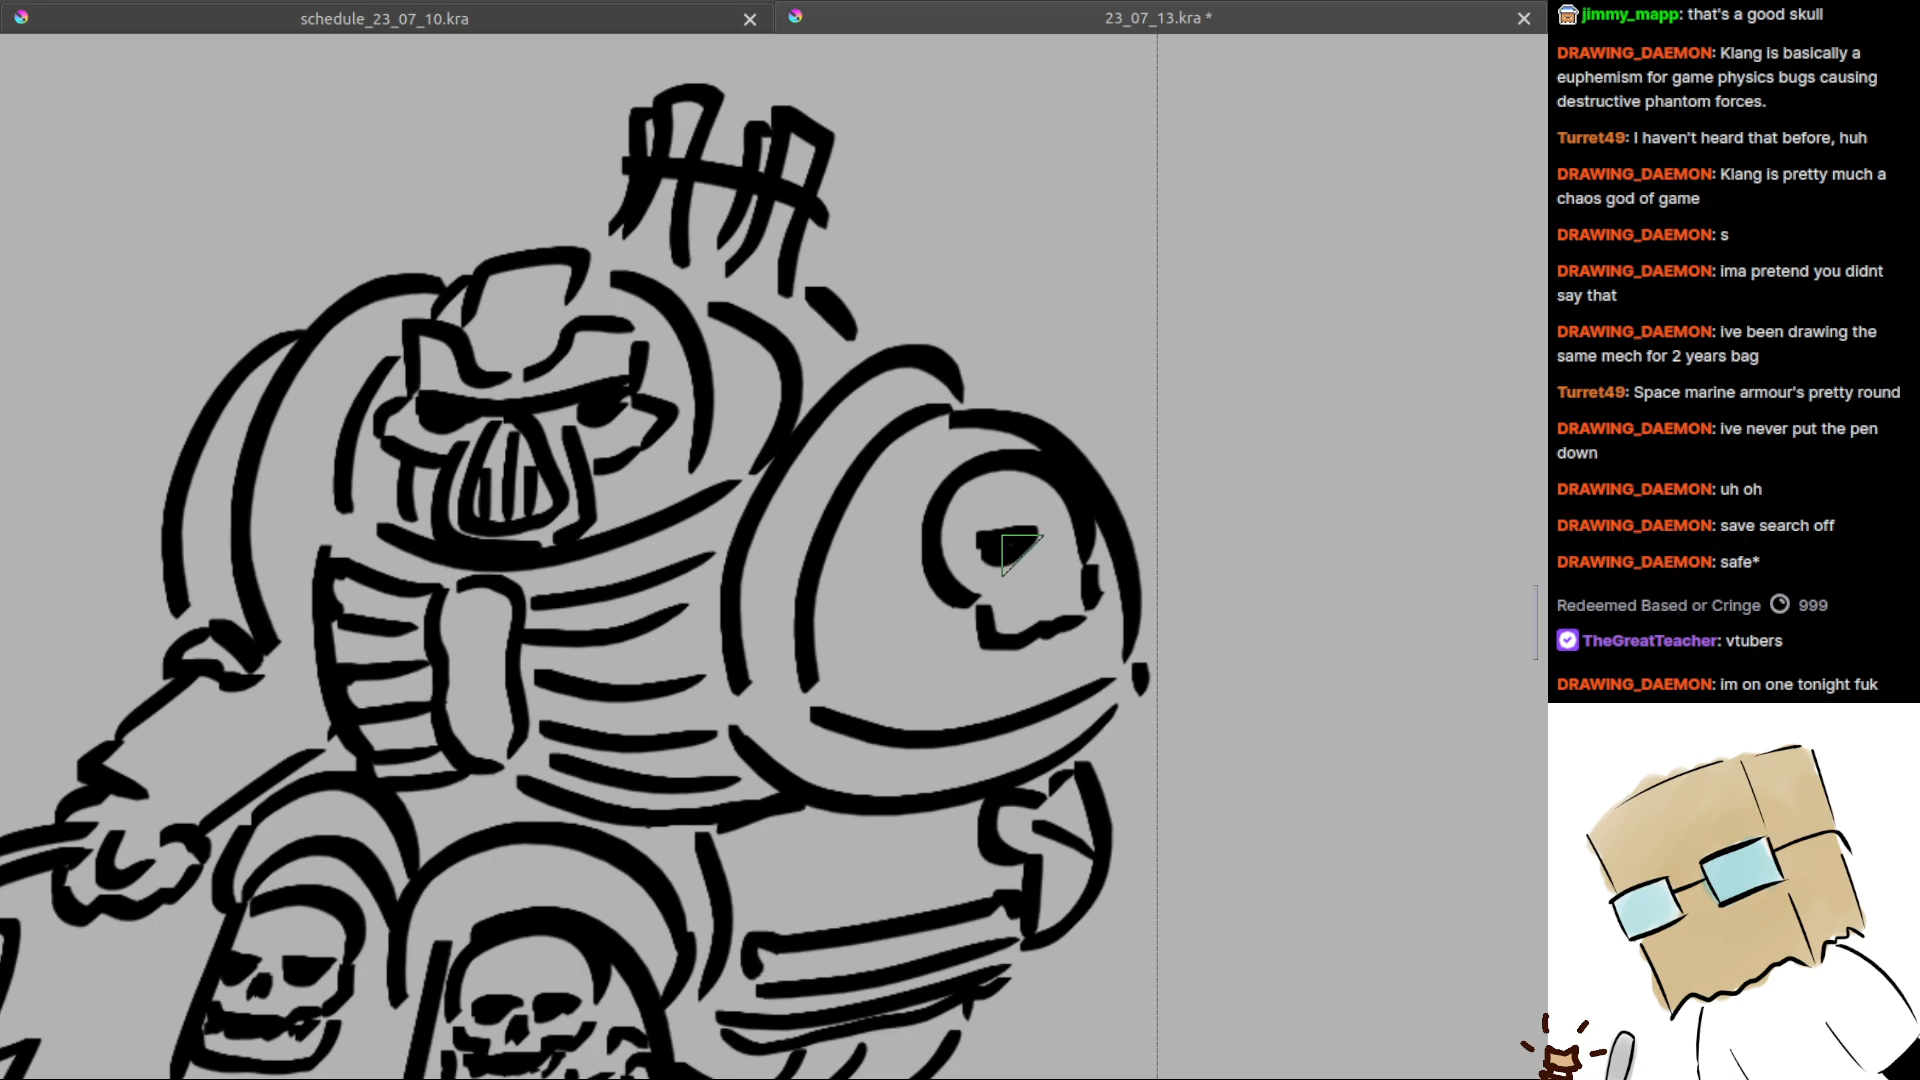 schedule_23_07_10.kra
23_07_13.kra *
jimmy_mapp: that's a good skull
DRAWING_DAEMON: Klang is basically a
euphemism for game physics bugs causing
destructive phantom forces.
Turret49: I haven't heard that before, huh
DRAWING_DAEMON: Klang is pretty much a
chaos god of game
DRAWING_DAEMON: s
DRAWING_DAEMON: ima pretend you didnt
say that
DRAWING_DAEMON: ive been drawing the
same mech for 2 years bag
Turret49: Space marine armour's pretty round
DRAWING_DAEMON: ive never put the pen
down
DRAWING_DAEMON: uh oh
DRAWING_DAEMON: save search off
DRAWING_DAEMON: safe*
Redeemed Based or Cringe 999
TheGreatTeacher: vtubers
DRAWING_DAEMON: im on one tonight fuk